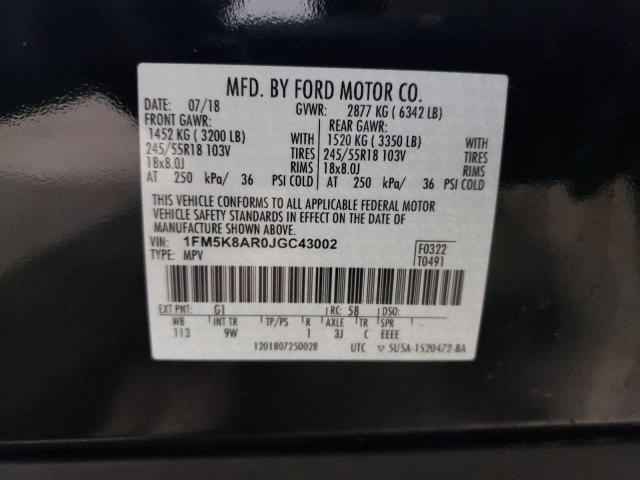 MFD. BY FORD MOTOR CO.
DATE: 07/18 GVWR: 2877 KG ( 6342 LB)
FRONT GAWR: REAR GAWR:
1452 KG ( 3200 LB) WITH 1520 KG ( 3350 LB) WITH
245/55R18 103V TIRES 245/55R18 103V TIRES
18x8.0J RIMS 18x8.0J RIMS
AT 250 kPa/ 36 PSI COLD AT 250 kPa/ 36 PSI COLD
THIS VEHICLE CONFORMS TO ALL APPLICABLE FEDERAL MOTOR
VEHICLE SAFETY STANDARDS IN EFFECT ON THE DATE OF
MANUFACTURE SHOWN ABOVE.
VIN: 1FM5K8AR0JGC43002 F0322
TYPE: MPV T0491
EXT PNT: G1 RC: 58 DSO:
WB INT TR TP/PS R AXLE TR SPR
113 9W 1 3J C EEEE
1201807250028 UTC ▽ 5U5A-1520472-BA